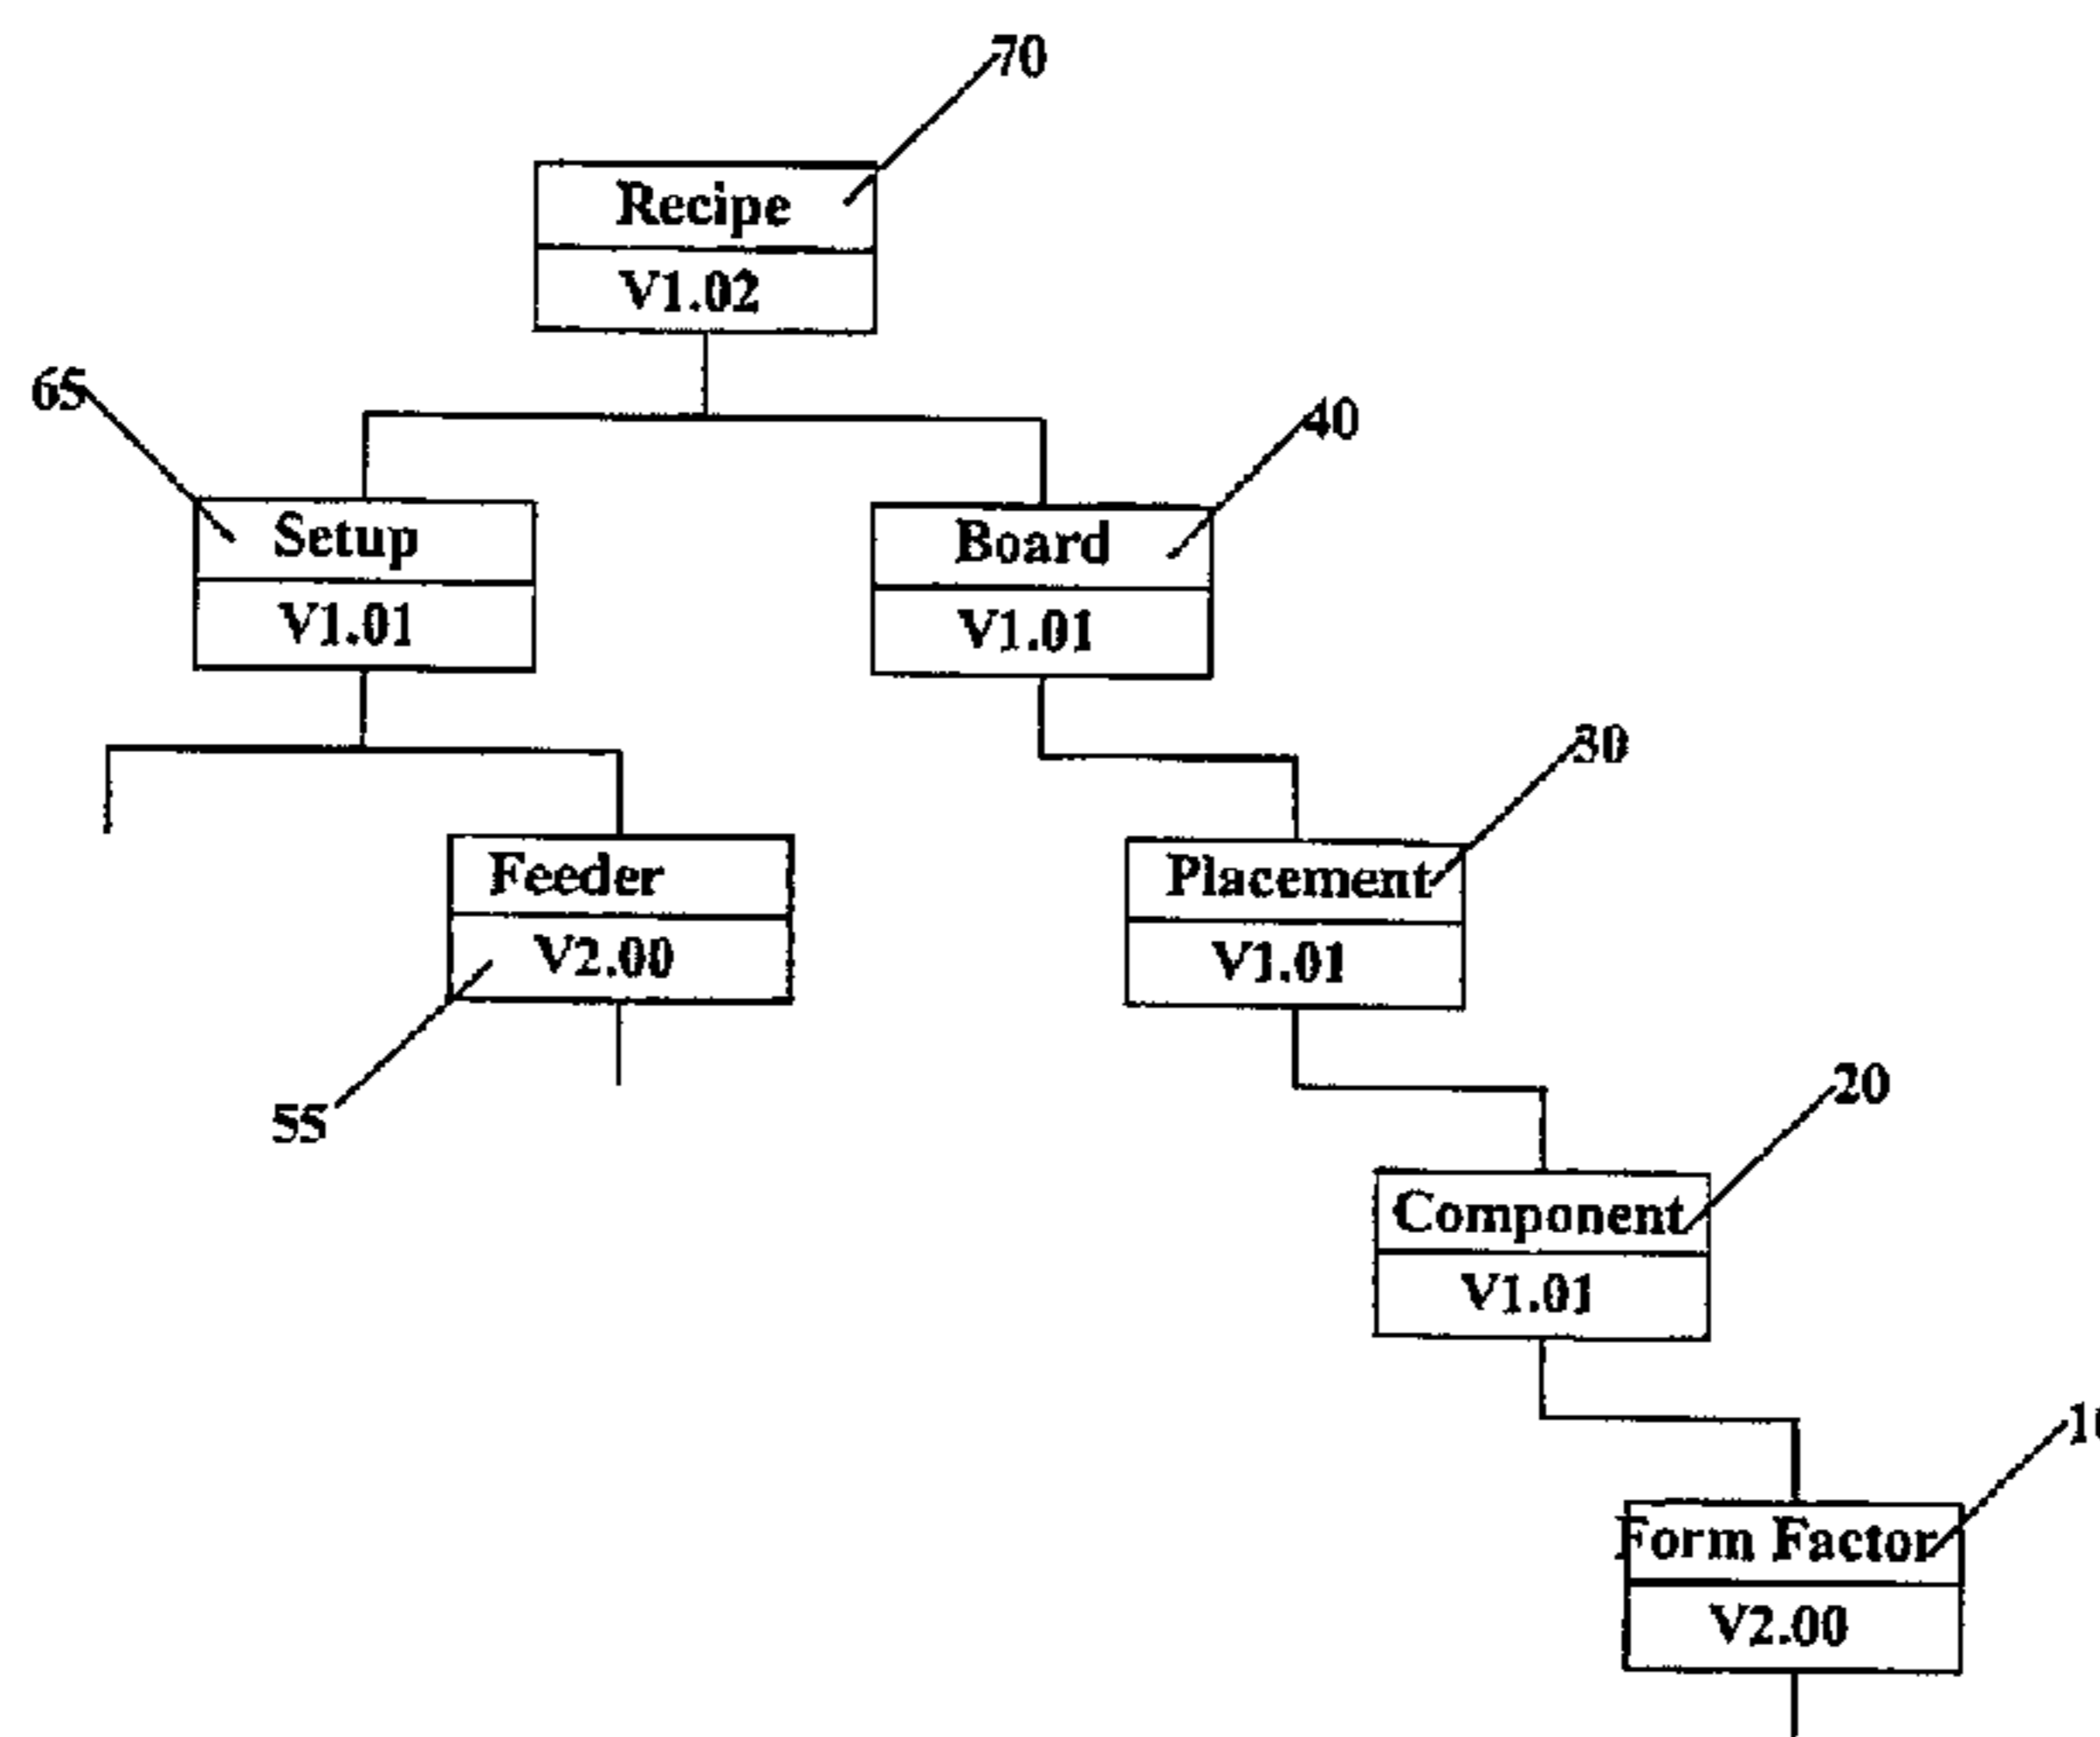 70
Recipe
V1.02
65
40
Setup
Board
V1.01
V1.01
30
Feeder
Placement
V2.00
V1.01
55
20
Component
V1.01
Form Factor
V2.00